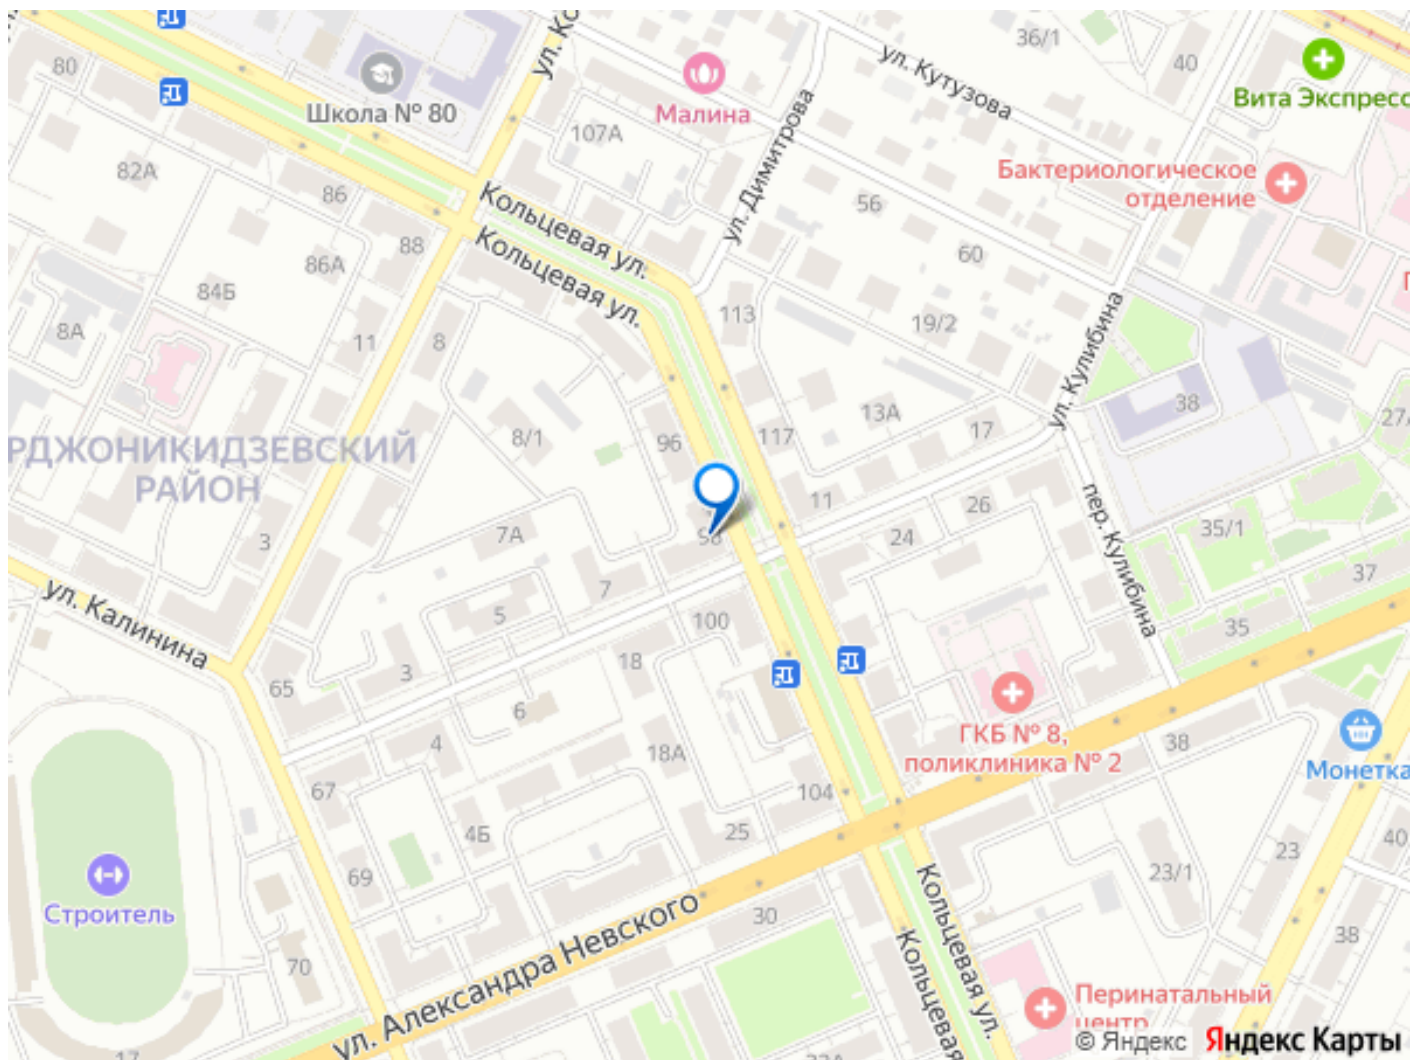 80
Школа № 80
ул. Ко
Малина
107А
ул. Димитрова
ул. Кутузова
36/1
40
Вита Экспресс
Бактериологическое
отделение
82А
86
88
86А
84Б
8А
11
8
Кольцевая ул.
Кольцевая ул.
56
60
113
19/2
ул. Кулибина
13А
17
38
27А
РДЖОНИКИДЗЕВСКИЙ
РАЙОН
8/1
96
117
11
98
7А
3
7
5
24
26
пер. Кулибина
35/1
37
35
ул. Калинина
65
3
100
18
6
4
67
18А
104
25
4Б
69
70
17
ГКБ № 8,
поликлиника № 2
38
Монетка
40
23
23/1
38
Строитель
30
ул. Александра Невского
Кольцевая ул.
Кольцевая
Перинатальный
центр
© Яндекс
Яндекс Карты